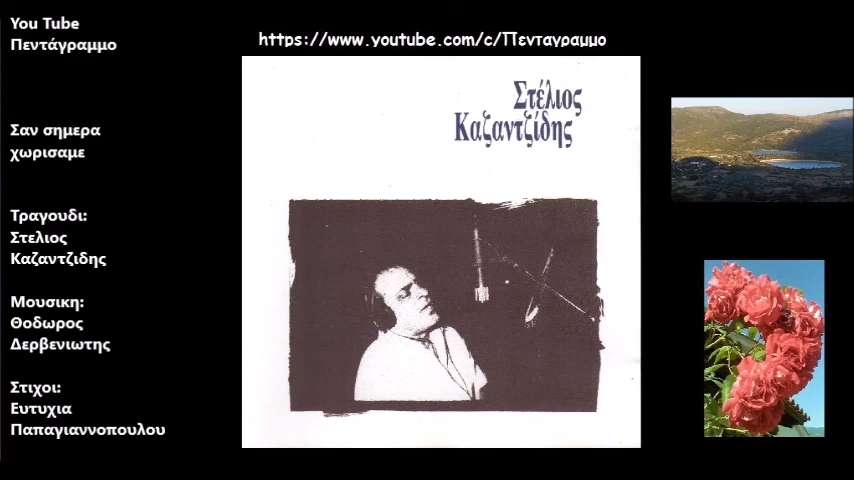 You Tube
Πεντάγραμμο
https://www.youtube.com/c/Πενταγραμμο
Σαν σημερα
χωρισαμε
Τραγουδι:
Στελιος
Καζαντζιδης
Μουσικη:
Θοδωρος
Δερβενιωτης
Στιχοι:
Ευτυχια
Παπαγιαννοπουλου
Στέλιος
Καζαντζίδης